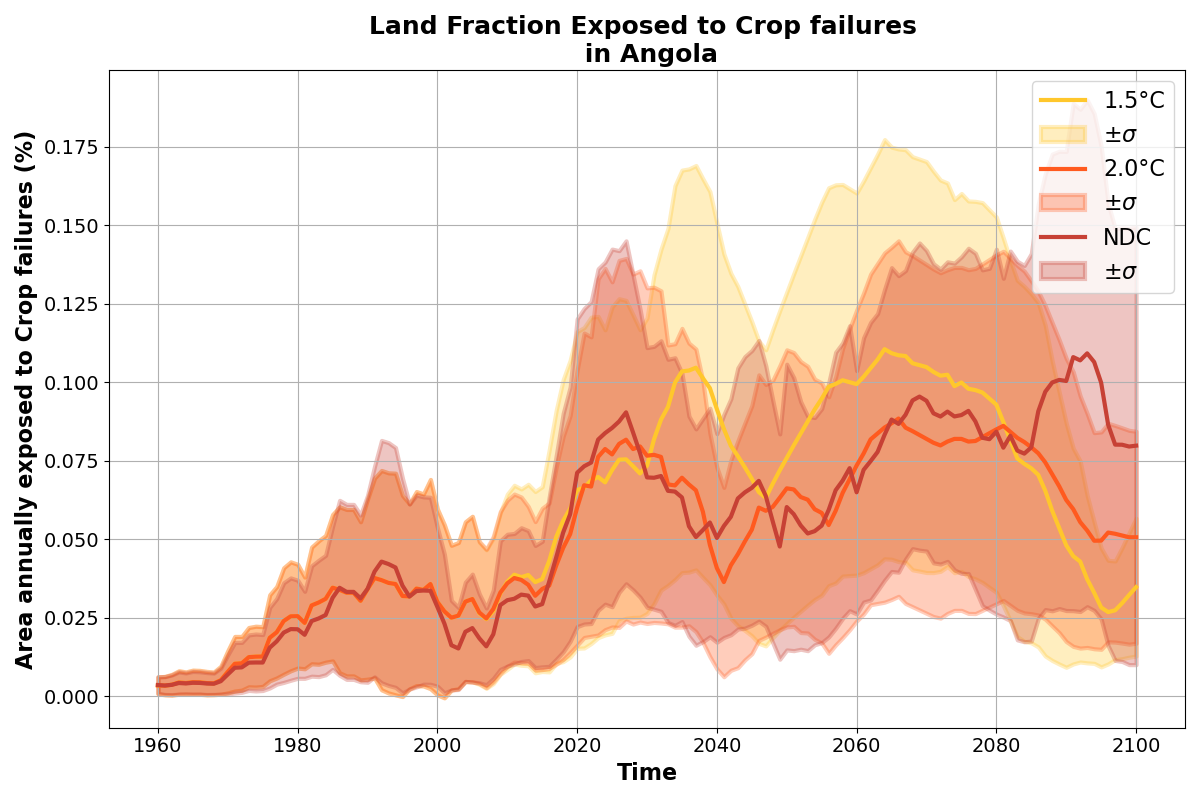 Land Fraction Exposed to Crop failures
in Angola
Area annually exposed to Crop failures (%)
0.175
0.150
0.125
0.100
0.075
0.050
0.025
0.000
1960
1980
2000
2020
2040
2060
2080
2100
Time
1.5°C
±σ
2.0°C
±σ
NDC
±σ